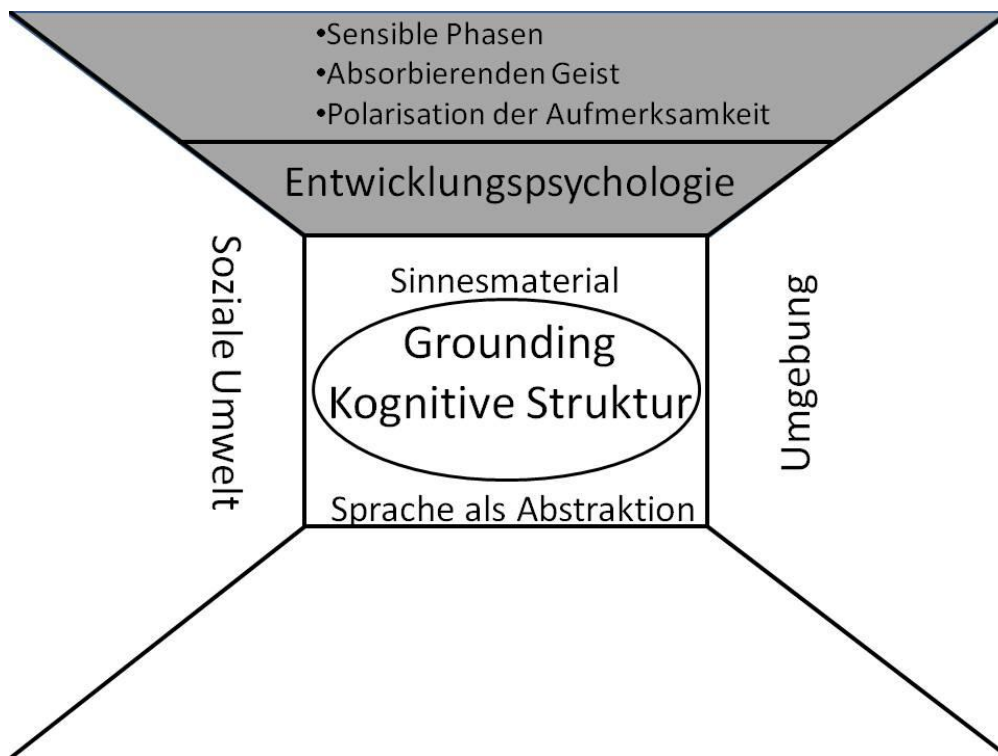 •Sensible Phasen
•Absorbierenden Geist
•Polarisation der Aufmerksamkeit
Entwicklungspsychologie
Soziale Umwelt
Sinnesmaterial
Grounding
Kognitive Struktur
Sprache als Abstraktion
Umgebung